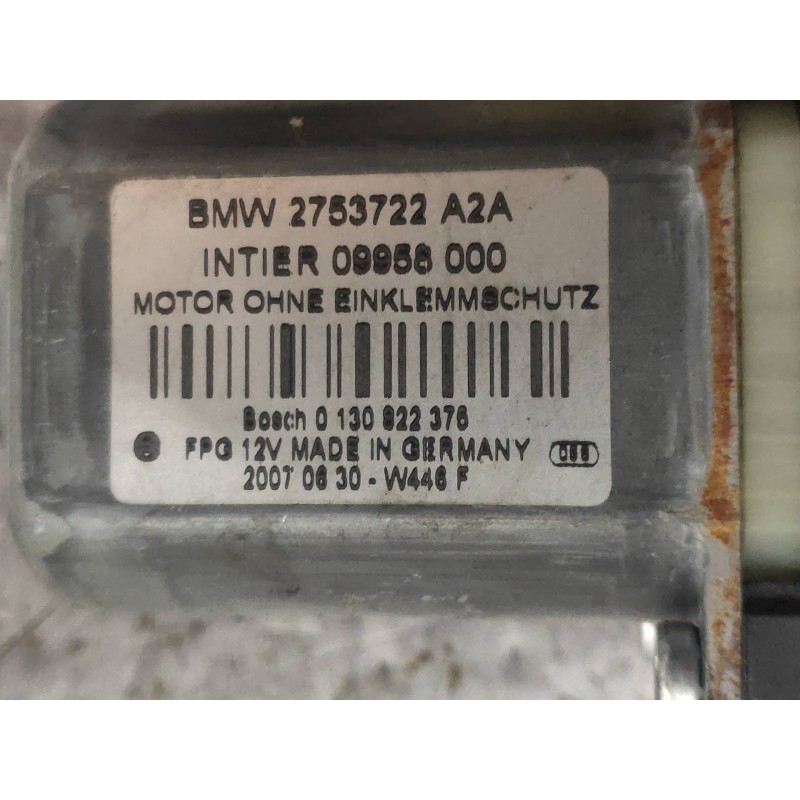 BMW 2753722 A2A
INTIER 09958 000
MOTOR OHNE EINKLEMMSCHUTZ
Bosch 0 130 822 376
FPG 12V MADE IN GERMANY
2007 06 30 - W446 F